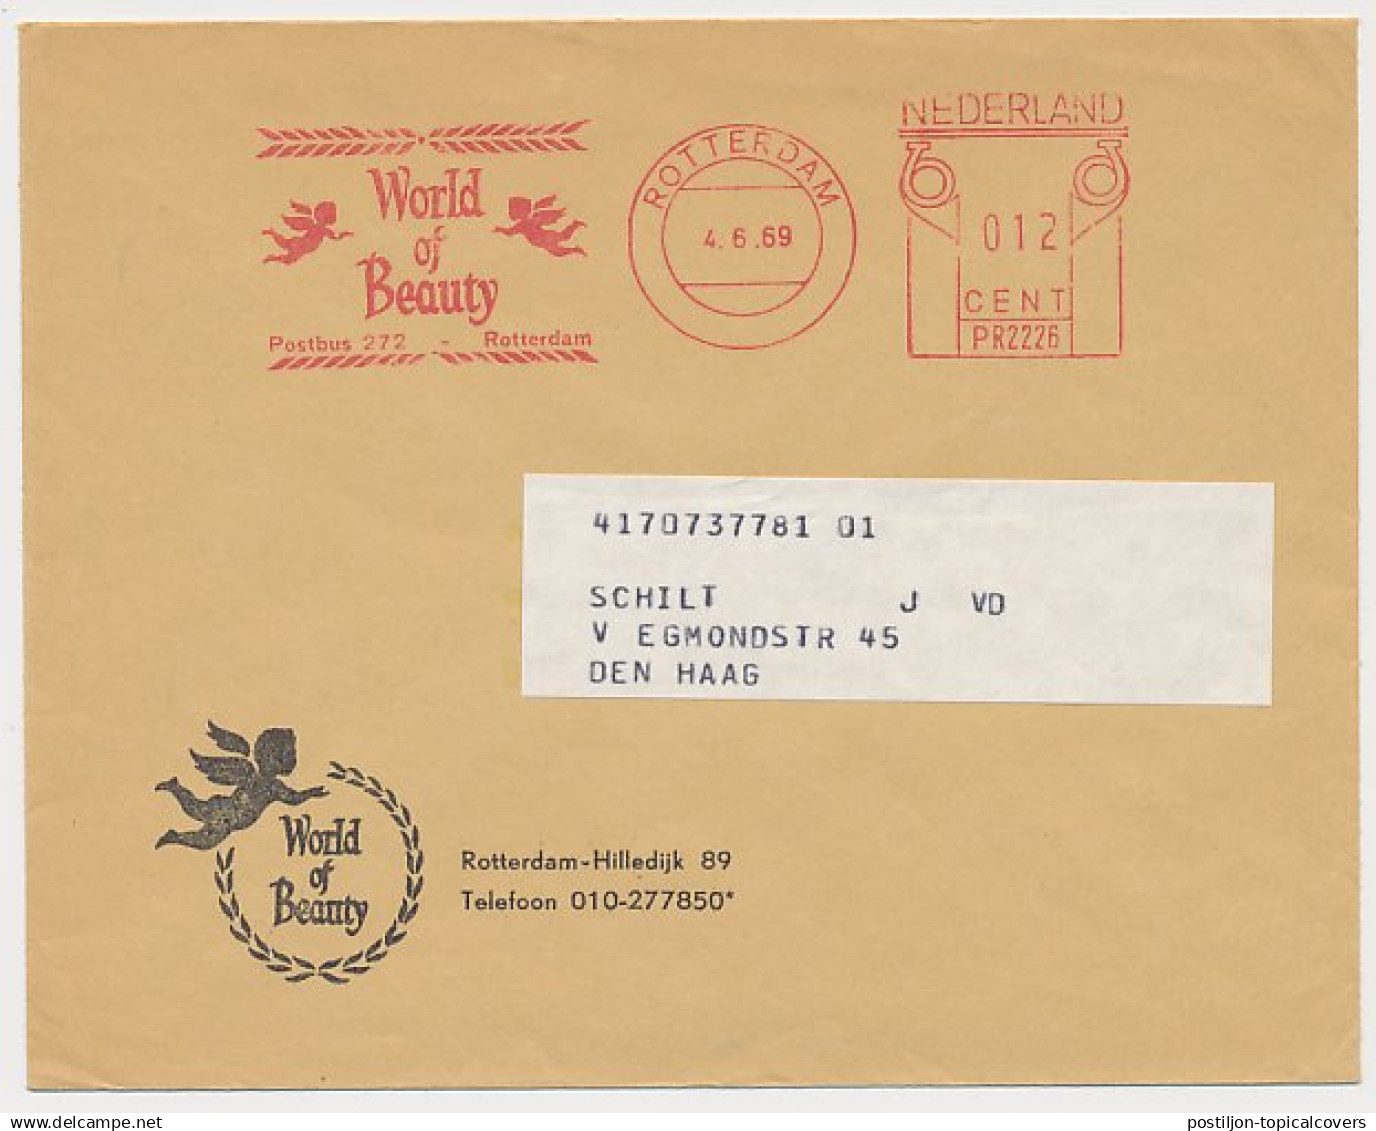 NEDERLAND
World
of
Beauty
Postbus 272 - Rotterdam
ROTTERDAM
4.6.69
012
CENT
PR2226
4170737781 01
SCHILT J VD
V EGMONDSTR 45
DEN HAAG
World
of
Beauty
Rotterdam-Hilledijk 89
Telefoon 010-277850*
postiljon-topicalcovers